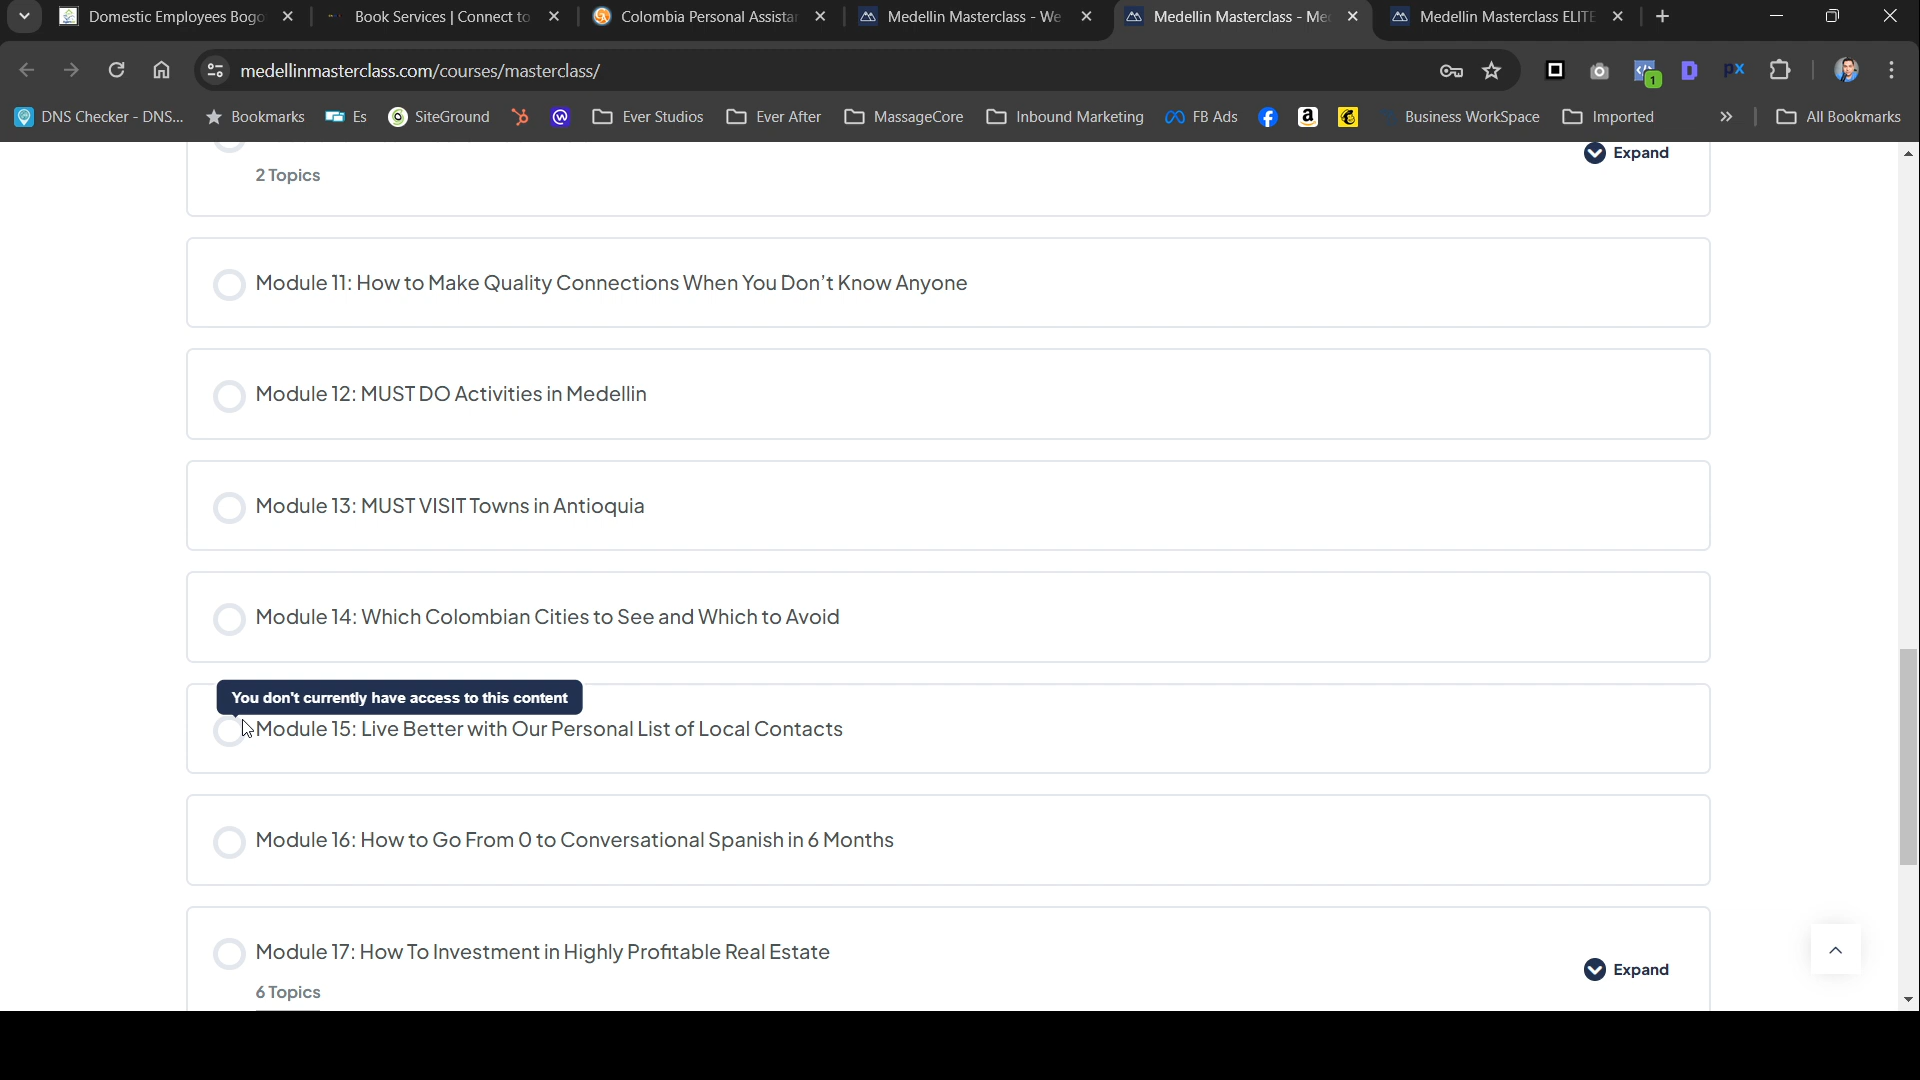 Domestic Employees Bogo
Book Services | Connect to
Colombia Personal Assistan
Medellin Masterclass - We
Medellin Masterclass - Me
Medellin Masterclass ELITE
medellinmasterclass.com/courses/masterclass/
1
D
px
DNS Checker - DNS...
Bookmarks
Es
SiteGround
Ever Studios
Ever After
MassageCore
Inbound Marketing
FB Ads
Business WorkSpace
Imported
All Bookmarks
Expand
2 Topics
Module 11: How to Make Quality Connections When You Don't Know Anyone
Module 12: MUST DO Activities in Medellin
Module 13: MUST VISIT Towns in Antioquia
Module 14: Which Colombian Cities to See and Which to Avoid
You don't currently have access to this content
Module 15: Live Better with Our Personal List of Local Contacts
Module 16: How to Go From 0 to Conversational Spanish in 6 Months
Module 17: How To Investment in Highly Profitable Real Estate
Expand
6 Topics